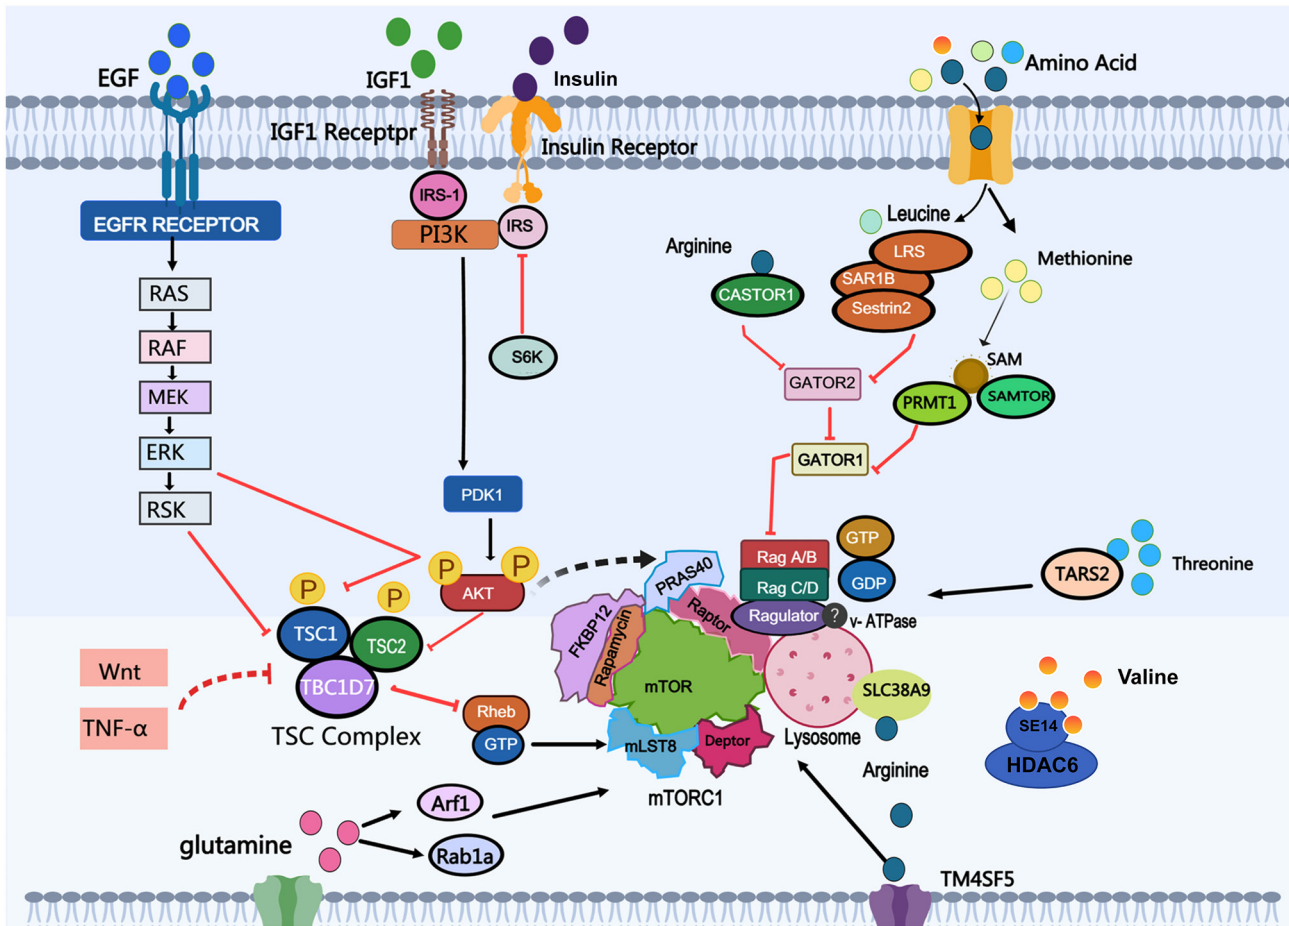 EGF
IGF1
Insulin
Amino Acid
IGF1 Receptpr
Insulin Receptor
IRS-1
EGFR RECEPTOR
PI3K
IRS
Leucine
LRS
Arginine
Methionine
SAR1B
CASTOR1
Sestrin2
RAS
RAF
S6K
SAM
GATOR2
MEK
PRMT1
SAMTOR
ERK
GATOR1
PDK1
RSK
GTP
Rag A/B
P
P
PRAS40
Threonine
TARS2
GDP
Rag C/D
AKT
P
P
Raptor
Ragulator
?
v- ATPase
FKBP12
Rapamycin
TSC1
TSC2
Wnt
TBC1D7
mTOR
SLC38A9
Valine
Rheb
TNF-α
SE14
TSC Complex
GTP
mLST8
Deptor
Lysosome
HDAC6
Arginine
mTORC1
Arf1
glutamine
Rab1a
TM4SF5